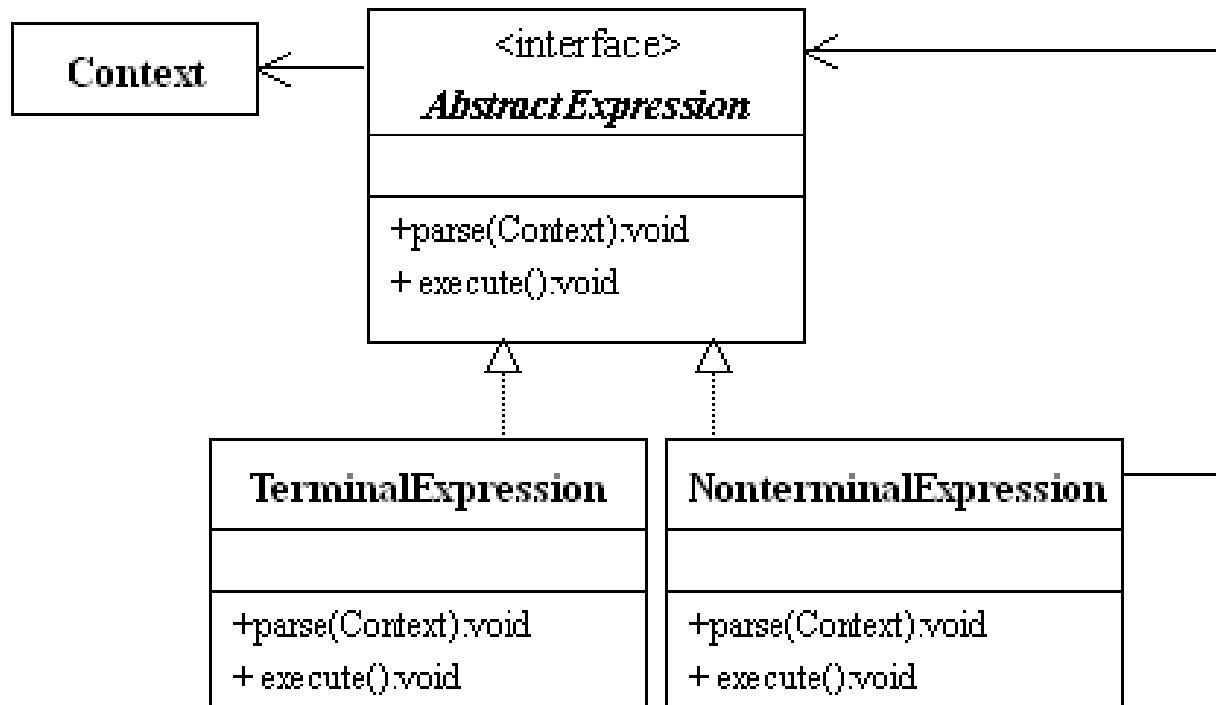 Context
<interface>
AbstractExpression
+parse(Context):void
+ execute():void
TerminalExpression
+parse(Context):void
+ execute():void
NonterminalExpression
+parse(Context):void
+ execute():void